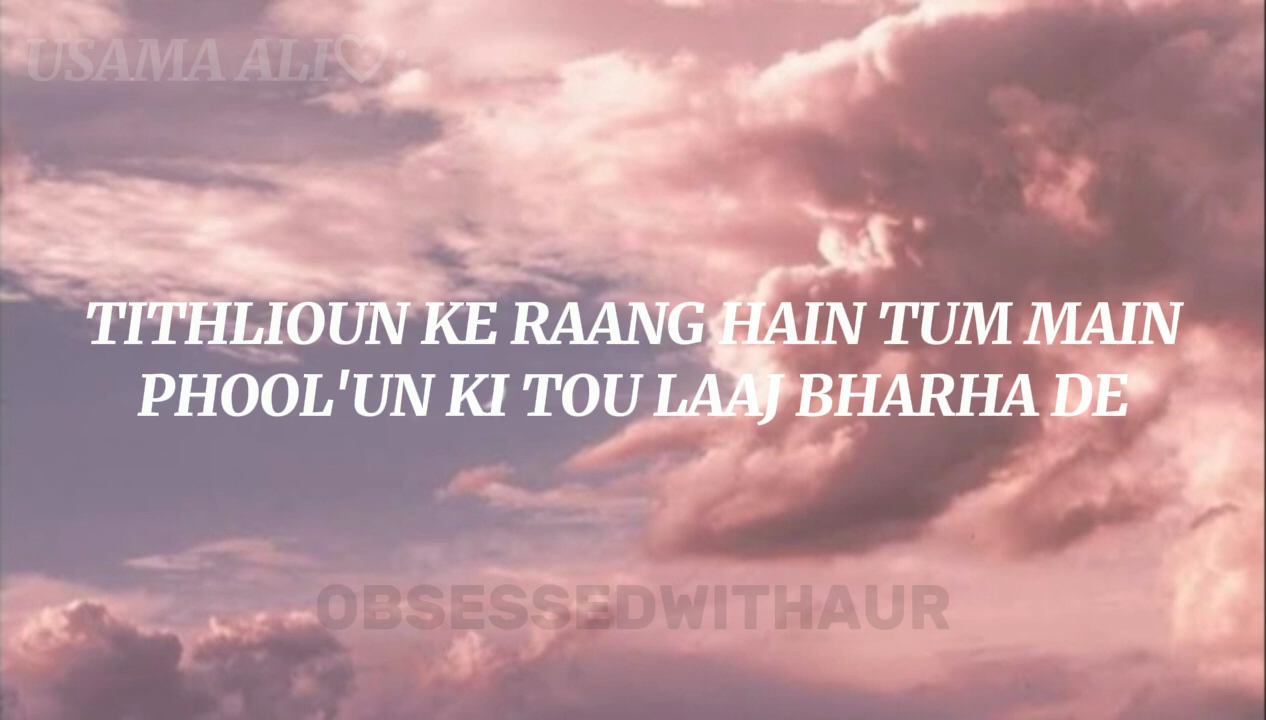 USAMA ALI♡
TITHLIOUN KE RAANG HAIN TUM MAIN
PHOOL'UN KI TOU LAAJ BHARHA DE
OBSESSEDWITHAUR